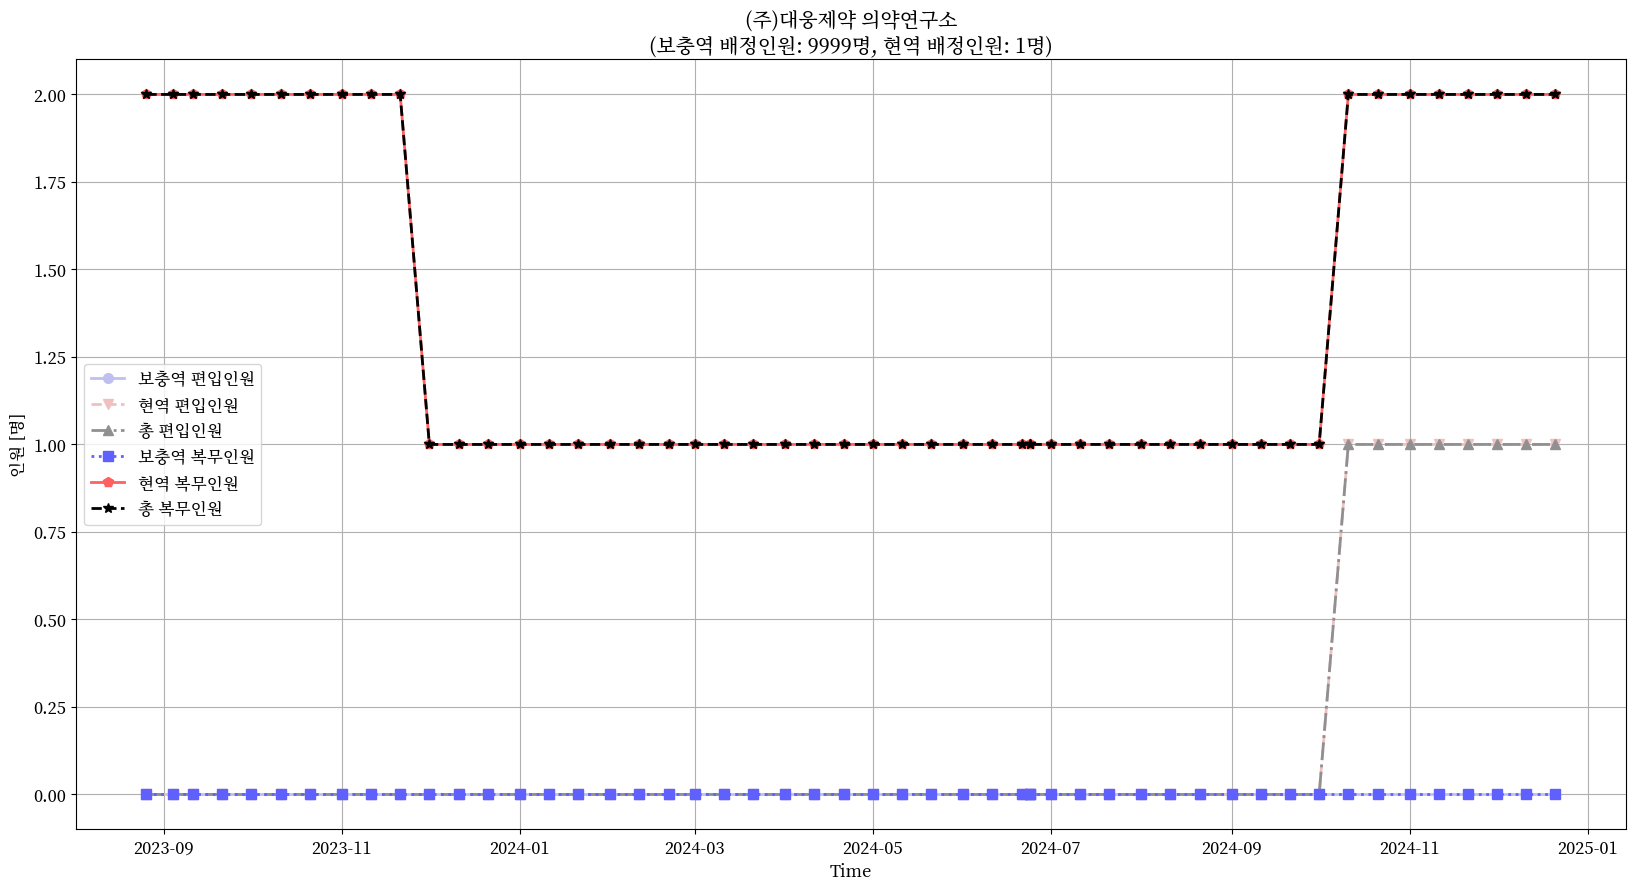 (주)대웅제약 의약연구소
(보충역 배정인원: 9999명, 현역 배정인원: 1명)
인원 [명]
2.00
1.75
1.50
1.25
1.00
0.75
0.50
0.25
0.00
보충역 편입인원
현역 편입인원
총 편입인원
보충역 복무인원
현역 복무인원
총 복무인원
2023-09
2023-11
2024-01
2024-03
2024-05
2024-07
2024-09
2024-11
2025-01
Time